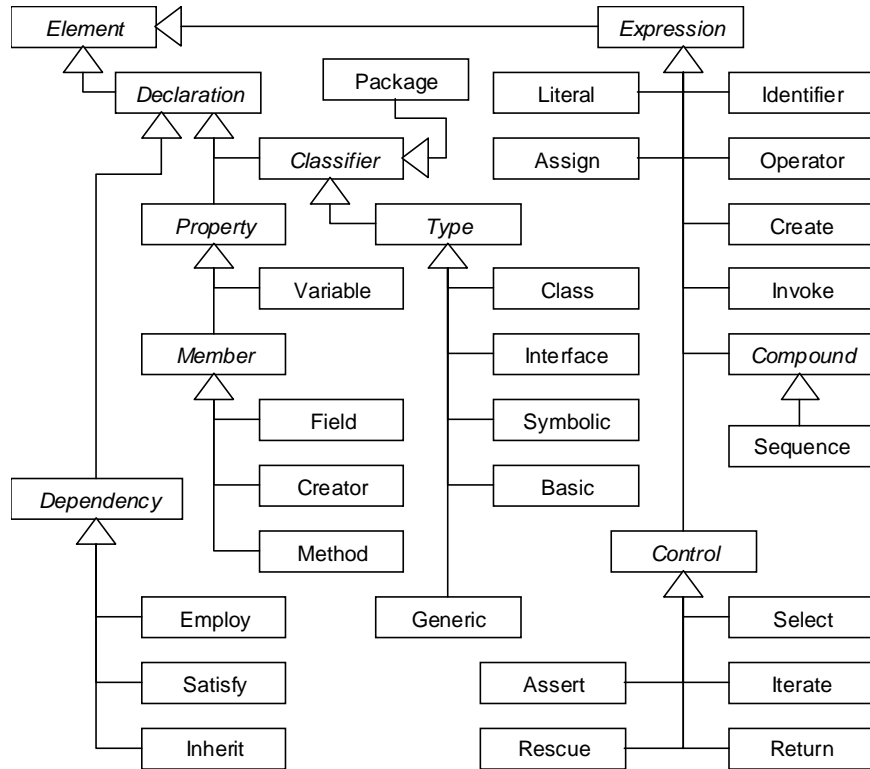 Element
Expression
Declaration
Package
Literal
Identifier
Classifier
Assign
Operator
Property
Type
Create
Variable
Class
Invoke
Member
Interface
Compound
Field
Symbolic
Sequence
Dependency
Creator
Basic
Method
Control
Employ
Generic
Select
Satisfy
Assert
Iterate
Inherit
Rescue
Return